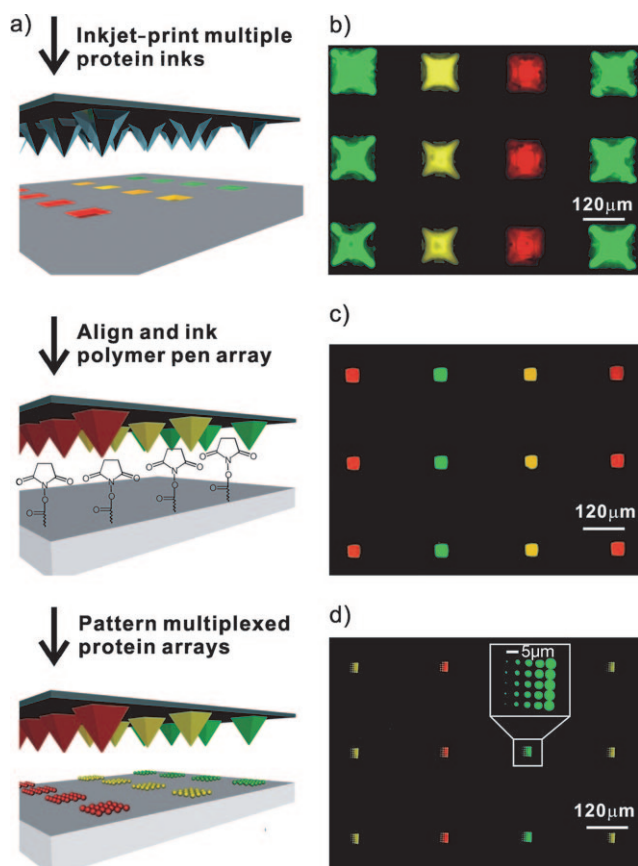 a)
Inkjet-print multiple
protein inks
Align and ink
polymer pen array
O
O
N
O
O
O
O
N
O
O
O
O
N
O
O
O
O
N
O
O
Pattern multiplexed
protein arrays
b)
120μm
c)
120μm
d)
5μm
120μm